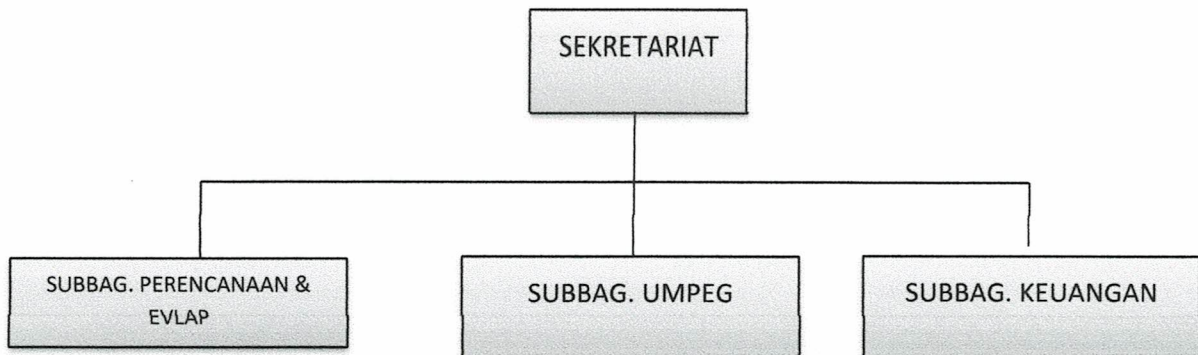 SEKRETARIAT
SUBBAG. PERENCANAAN &
EVLAP
SUBBAG. UMPEG
SUBBAG. KEUANGAN